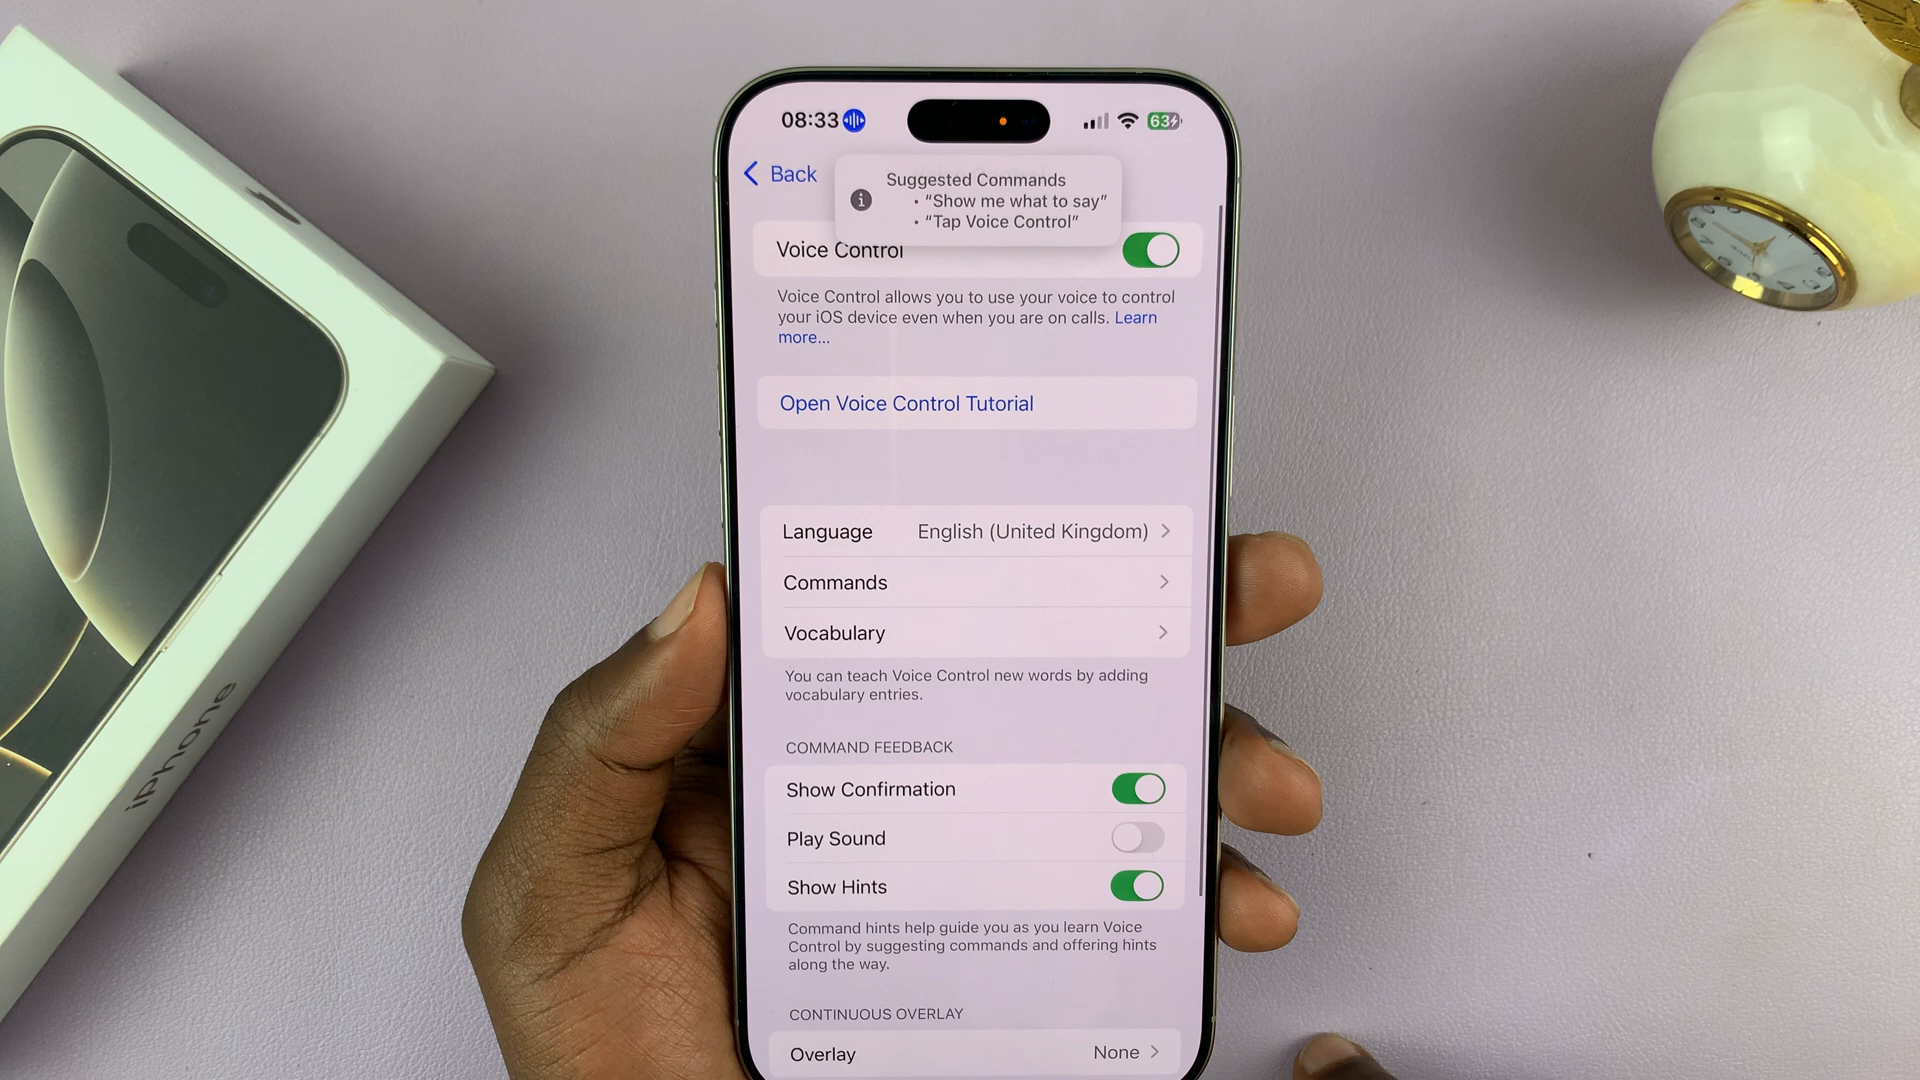 08:33
63
Back
Suggested Commands
• “Show me what to say”
• “Tap Voice Control”
Voice Control
Voice Control allows you to use your voice to control
your iOS device even when you are on calls. Learn
more...
Open Voice Control Tutorial
Language English (United Kingdom)
Commands
Vocabulary
You can teach Voice Control new words by adding
vocabulary entries.
COMMAND FEEDBACK
Show Confirmation
Play Sound
Show Hints
Command hints help guide you as you learn Voice
Control by suggesting commands and offering hints
along the way.
CONTINUOUS OVERLAY
Overlay None
iPhone